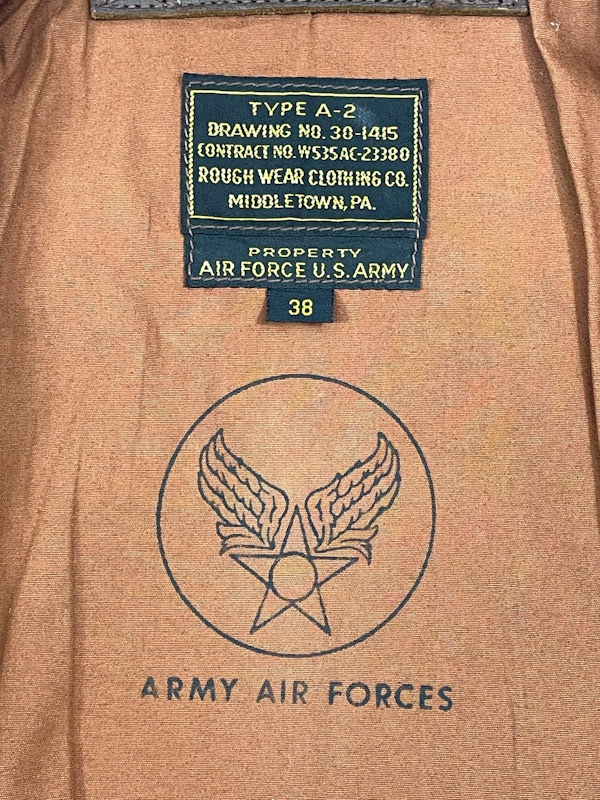 TYPE A-2
DRAWING NO. 30-1415
CONTRACT NO. W535AC-23380
ROUGH WEAR CLOTHING CO.
MIDDLETOWN, PA.
PROPERTY
AIR FORCE U.S. ARMY
38
ARMY AIR FORCES